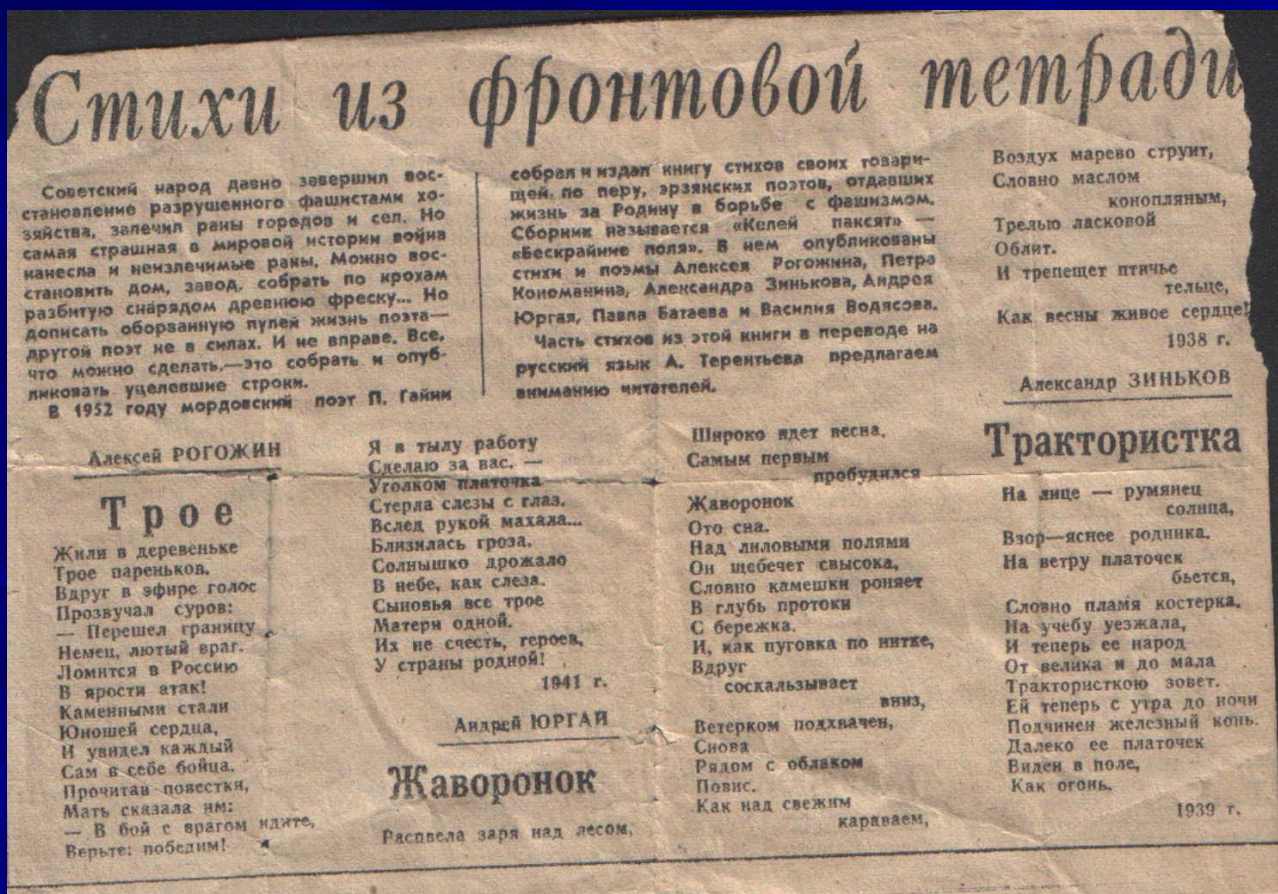 Стихи из фронтовой тетради
Советский народ давно завершил вос-
становление разрушенного фашистами хо-
зяйства, залечил раны городов и сел. Но
самая страшная в мировой истории война
нанесла и неизлечимые раны. Можно вос-
становить дом, завод, собрать по крохам
разбитую снарядом древнюю фреску... Но
дописать оборванную пулей жизнь поэта—
другой поэт не в силах. И не вправе. Все,
что можно сделать,—это собрать и опуб-
ликовать уцелевшие строки.
В 1952 году мордовский поэт П. Гайни
собрал и издал книгу стихов своих товари-
щей по перу, эрзянских поэтов, отдавших
жизнь за Родину в борьбе с фашизмом.
Сборник называется «Келей паксят» —
«Бескрайние поля». В нем опубликованы
стихи и поэмы Алексея Рогожина, Петра
Кономанина, Александра Зинькова, Андрея
Юргая, Павла Батаева и Василия Водясова.
Часть стихов из этой книги в переводе на
русский язык А. Терентьева предлагаем
вниманию читателей.
Алексей РОГОЖИН
Трое
Жили в деревеньке
Трое пареньков.
Вдруг в эфире голос
Прозвучал суров:
— Перешел границу
Немец, лютый враг.
Ломится в Россию
В ярости атак!
Каменными стали
Юношей сердца,
И увидел каждый
Сам в себе бойца.
Прочитав повестки,
Мать сказала им:
— В бой с врагом идите,
Верьте: победим!
Я в тылу работу
Сделаю за вас. —
Уголком платочка
Стерла слезы с глаз.
Вслед рукой махала...
Близилась гроза.
Солнышко дрожало
В небе, как слеза.
Сыновья все трое
Матери одной.
Их не счесть, героев,
У страны родной!
1941 г.
Андрей ЮРГАЙ
Жаворонок
Расцвела заря над лесом,
Широко идет весна.
Самым первым
пробудился
Жаворонок
Ото сна.
Над лиловыми полями
Он щебечет свысока,
Словно камешки роняет
В глубь протоки
С бережка.
И, как пуговка по нитке,
Вдруг
соскальзывает
вниз,
Ветерком подхвачен,
Снова
Рядом с облаком
Повис.
Как над свежим
караваем,
Воздух марево струит,
Словно маслом
конопляным,
Трелью ласковой
Облит.
И трепещет птичье
тельце,
Как весны живое сердце!
1938 г.
Александр ЗИНЬКОВ
Трактористка
На лице — румянец
солнца,
Взор—яснее родника.
На ветру платочек
бьется,
Словно пламя костерка.
На учебу уезжала,
И теперь ее народ
От велика и до мала
Трактористкою зовет.
Ей теперь с утра до ночи
Подчинен железный конь.
Далеко ее платочек
Виден в поле,
Как огонь.
1939 г.